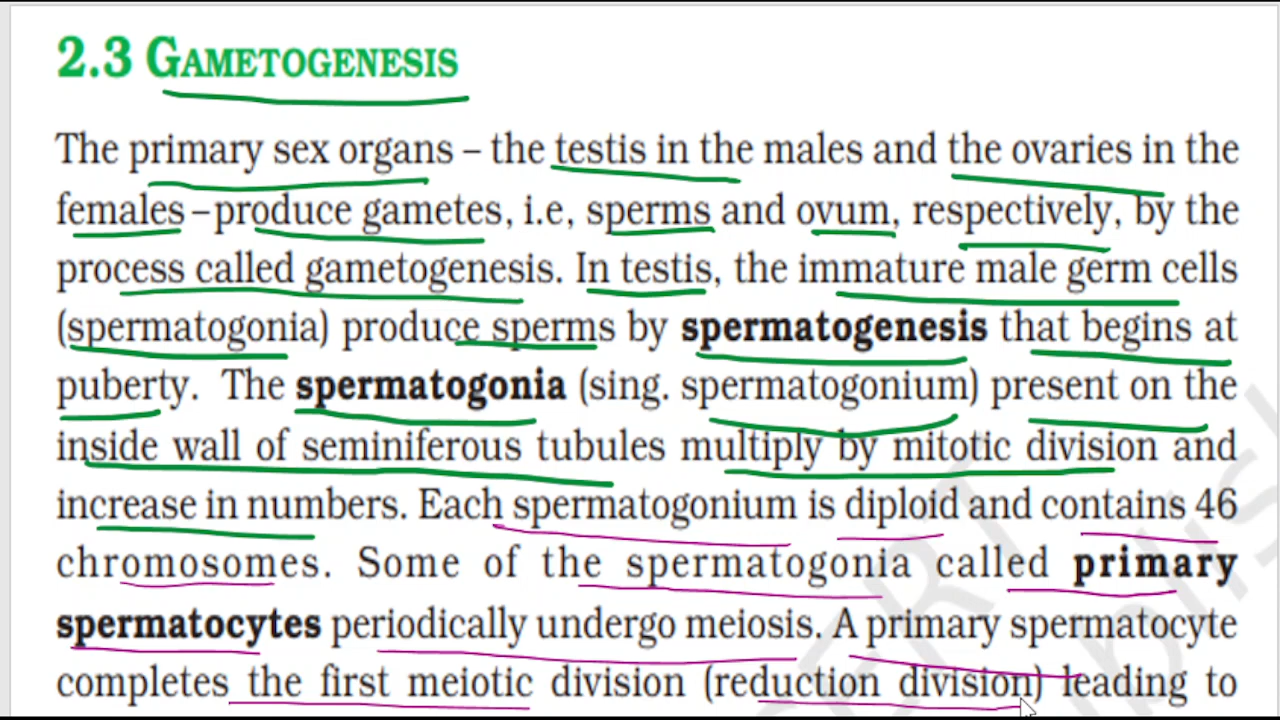 2.3 GAMETOGENESIS
The primary sex organs – the testis in the males and the ovaries in the
females –produce gametes, i.e, sperms and ovum, respectively, by the
process called gametogenesis. In testis, the immature male germ cells
(spermatogonia) produce sperms by spermatogenesis that begins at
puberty. The spermatogonia (sing. spermatogonium) present on the
inside wall of seminiferous tubules multiply by mitotic division and
increase in numbers. Each spermatogonium is diploid and contains 46
chromosomes. Some of the spermatogonia called primary
spermatocytes periodically undergo meiosis. A primary spermatocyte
completes the first meiotic division (reduction division) leading to